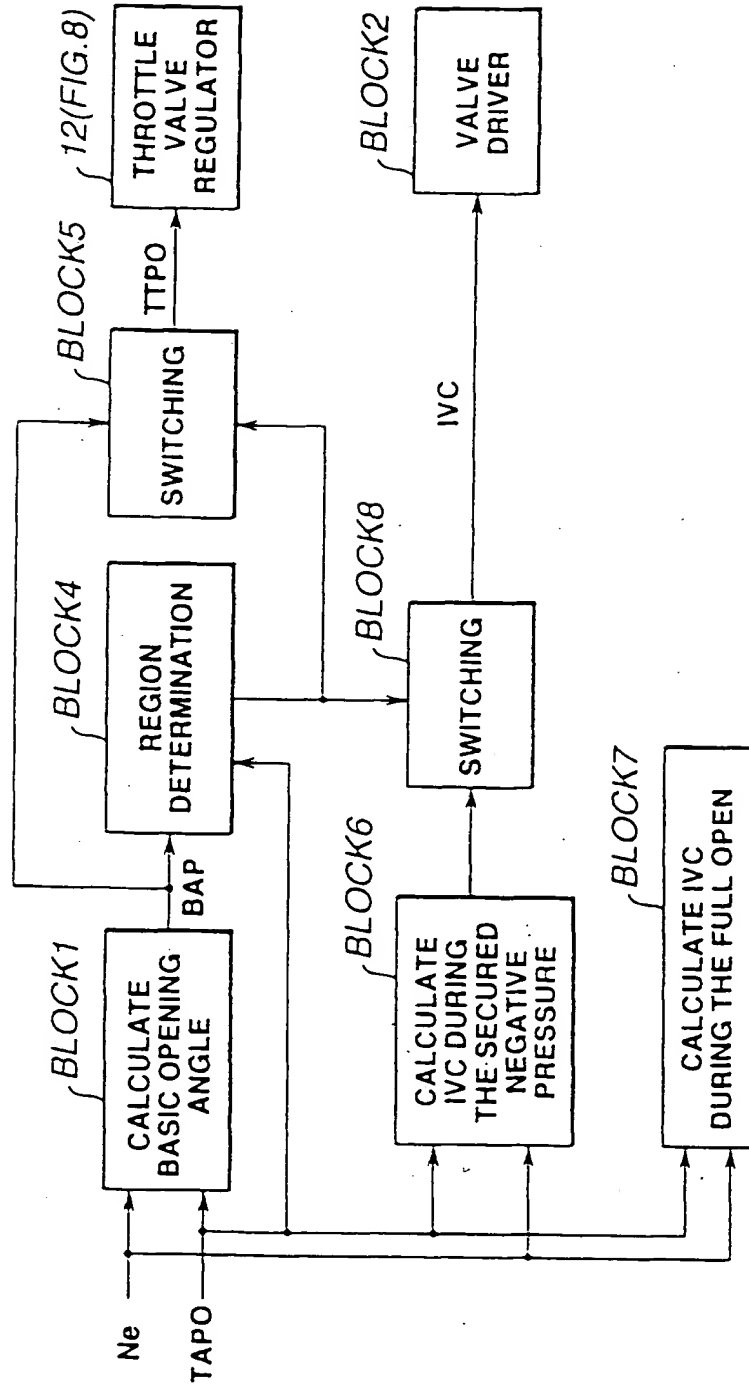 Ne
TAPO
BLOCK1
CALCULATE
BASIC OPENING
ANGLE
BAP
BLOCK4
REGION
DETERMINATION
BLOCK5
SWITCHING
TTPO
12(FIG.8)
THROTTLE
VALVE
REGULATOR
BLOCK6
CALCULATE
IVC DURING
THE SECURED
NEGATIVE
PRESSURE
BLOCK8
SWITCHING
IVC
BLOCK2
VALVE
DRIVER
BLOCK7
CALCULATE IVC
DURING THE FULL OPEN